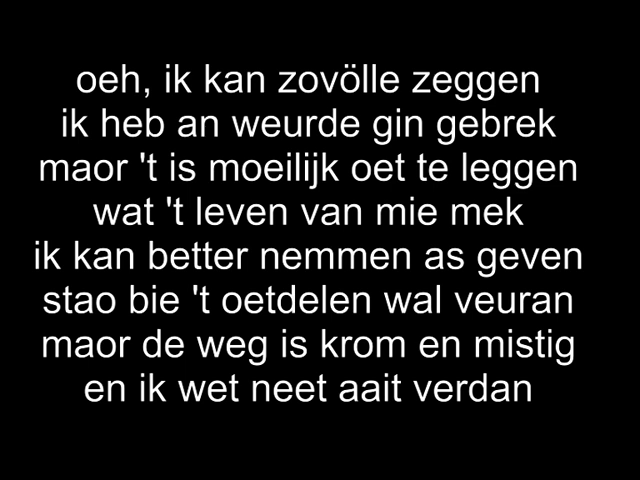 oeh, ik kan zovölle zeggen
ik heb an weurde gin gebrek
maor 't is moeilijk oet te leggen
wat 't leven van mie mek
ik kan better nemmen as geven
stao bie 't oetdelen wal veuran
maor de weg is krom en mistig
en ik wet neet aait verdan